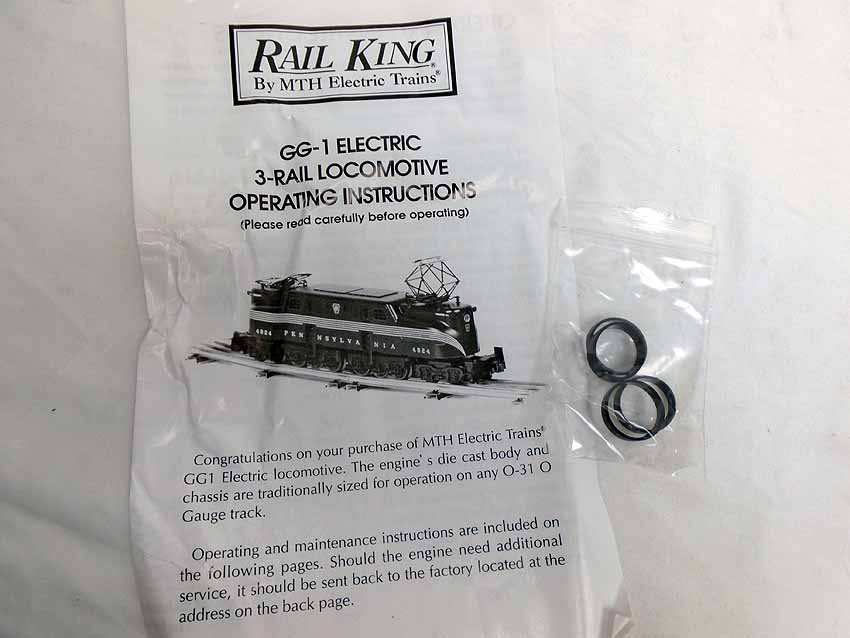 RAIL KING®
By MTH Electric Trains®
GG-1 ELECTRIC
3-RAIL LOCOMOTIVE
OPERATING INSTRUCTIONS
(Please read carefully before operating)
4924 PENNSYLVANIA 4924
Congratulations on your purchase of MTH Electric Trains®
GG1 Electric locomotive. The engine's die cast body and
chassis are traditionally sized for operation on any O-31 O
Gauge track.
Operating and maintenance instructions are included on
the following pages. Should the engine need additional
service, it should be sent back to the factory located at the
address on the back page.